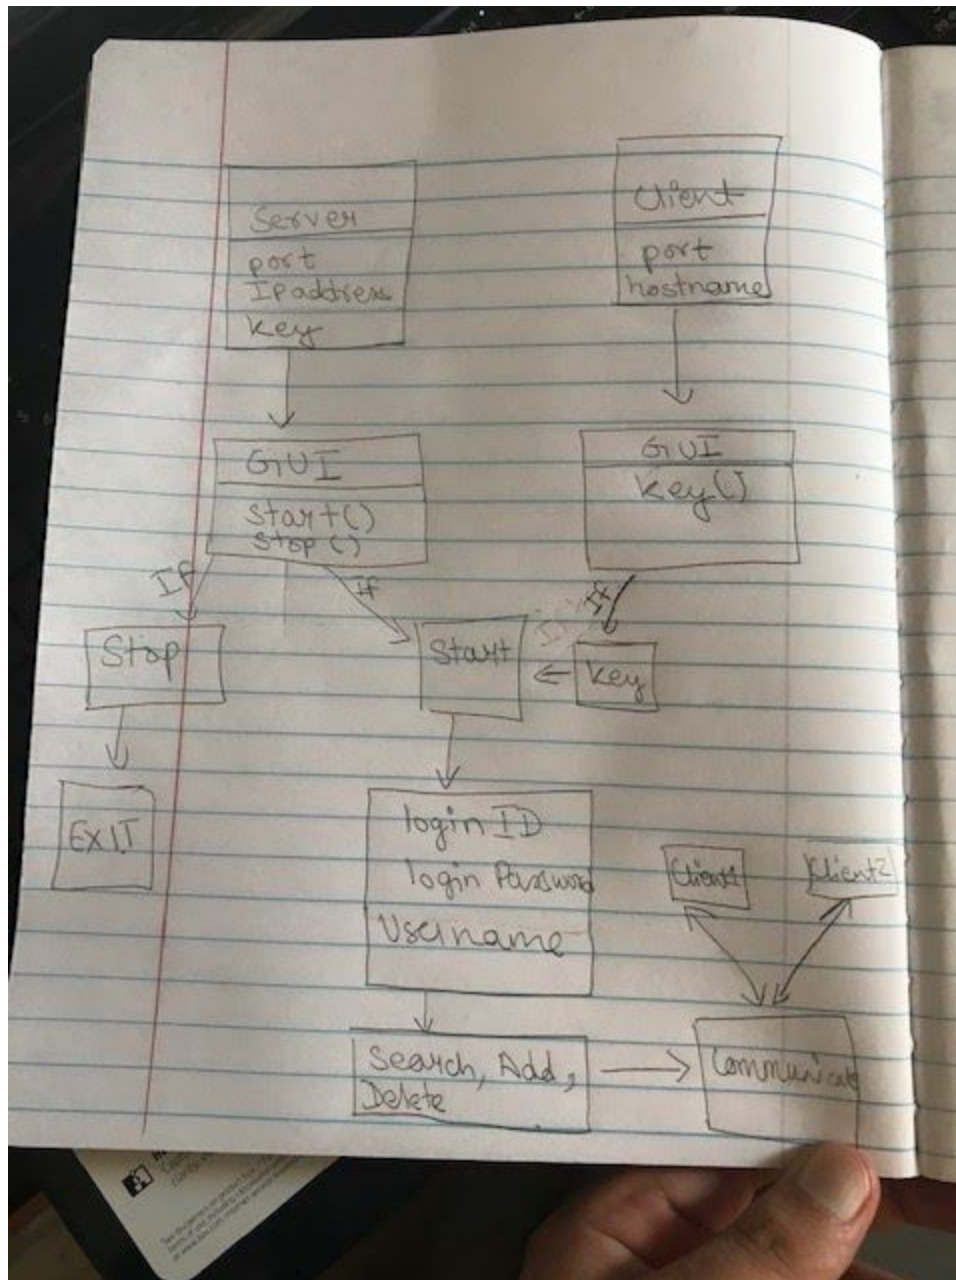 Server
port
Ipaddress
key
Client
port
hostname
GUI
Start()
Stop()
GUI
key()
If
If
If
Stop
Start
key
EXIT
login ID
login Password
Username
Client1
Client2
Search, Add,
Delete
Communicate